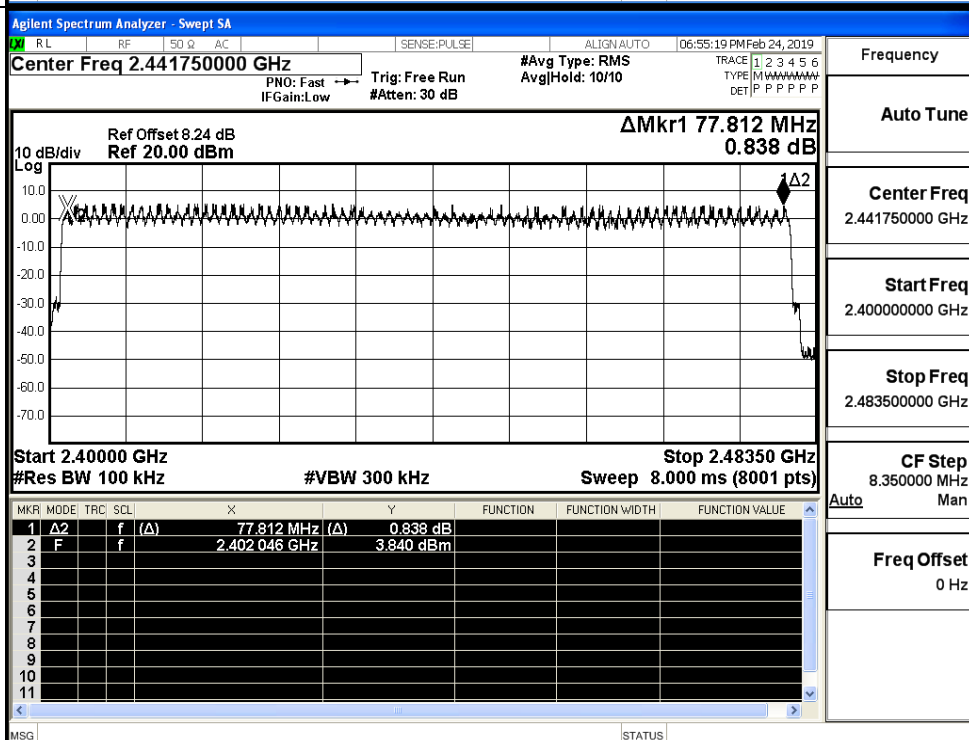 Agilent Spectrum Analyzer - Swept SA
LXI RL RF 50 Ω AC SENSE:PULSE ALIGN AUTO 06:55:19 PM Feb 24, 2019
Center Freq 2.441750000 GHz
#Avg Type: RMS
TRACE 1 2 3 4 5 6
PNO: Fast
Trig: Free Run
Avg|Hold: 10/10
TYPE M W W W W W
IFGain:Low
#Atten: 30 dB
DET P P P P P P
ΔMkr1 77.812 MHz
0.838 dB
Ref Offset 8.24 dB
10 dB/div Ref 20.00 dBm
Log
1Δ2
10.0
0.00
-10.0
-20.0
-30.0
-40.0
-50.0
-60.0
-70.0
Start 2.40000 GHz Stop 2.48350 GHz
#Res BW 100 kHz #VBW 300 kHz Sweep 8.000 ms (8001 pts)
MKR MODE TRC SCL X Y FUNCTION FUNCTION WIDTH FUNCTION VALUE
1 Δ2 f (Δ) 77.812 MHz (Δ) 0.838 dB
2 F f 2.402 046 GHz 3.840 dBm
3
4
5
6
7
8
9
10
11
MSG STATUS
Frequency
Auto Tune
Center Freq
2.441750000 GHz
Start Freq
2.400000000 GHz
Stop Freq
2.483500000 GHz
CF Step
8.350000 MHz
Auto Man
Freq Offset
0 Hz